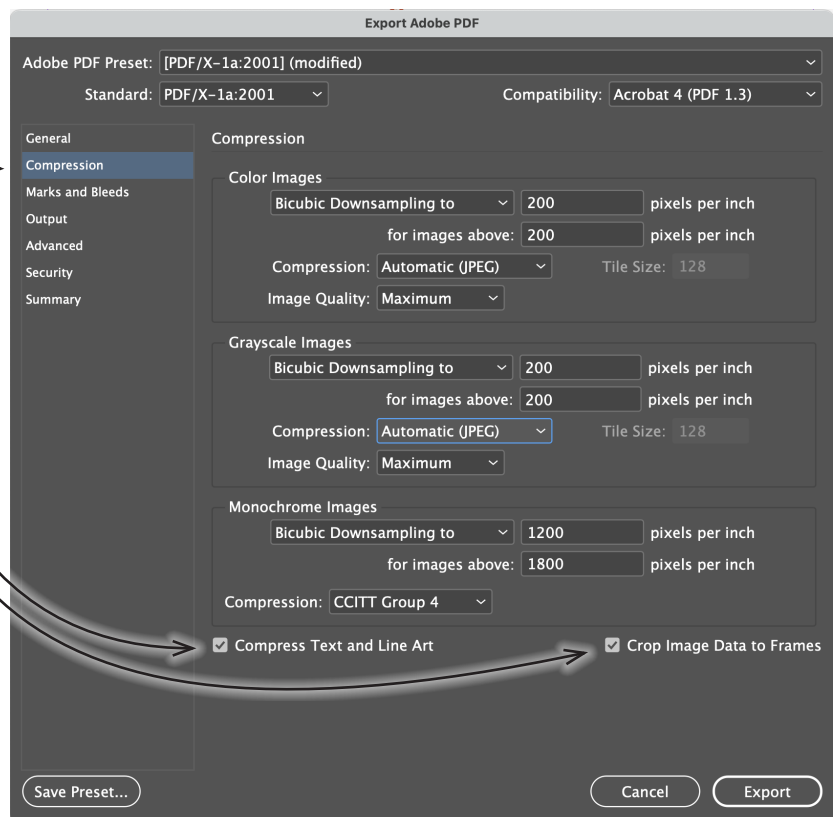 Export Adobe PDF
Adobe PDF Preset: [PDF/X-1a:2001] (modified)
Standard: PDF/X-1a:2001 Compatibility: Acrobat 4 (PDF 1.3)
General
Compression
Marks and Bleeds
Output
Advanced
Security
Summary
Compression
Color Images
Bicubic Downsampling to 200 pixels per inch
for images above: 200 pixels per inch
Compression: Automatic (JPEG) Tile Size: 128
Image Quality: Maximum
Grayscale Images
Bicubic Downsampling to 200 pixels per inch
for images above: 200 pixels per inch
Compression: Automatic (JPEG) Tile Size: 128
Image Quality: Maximum
Monochrome Images
Bicubic Downsampling to 1200 pixels per inch
for images above: 1800 pixels per inch
Compression: CCITT Group 4
Compress Text and Line Art Crop Image Data to Frames
Save Preset... Cancel Export